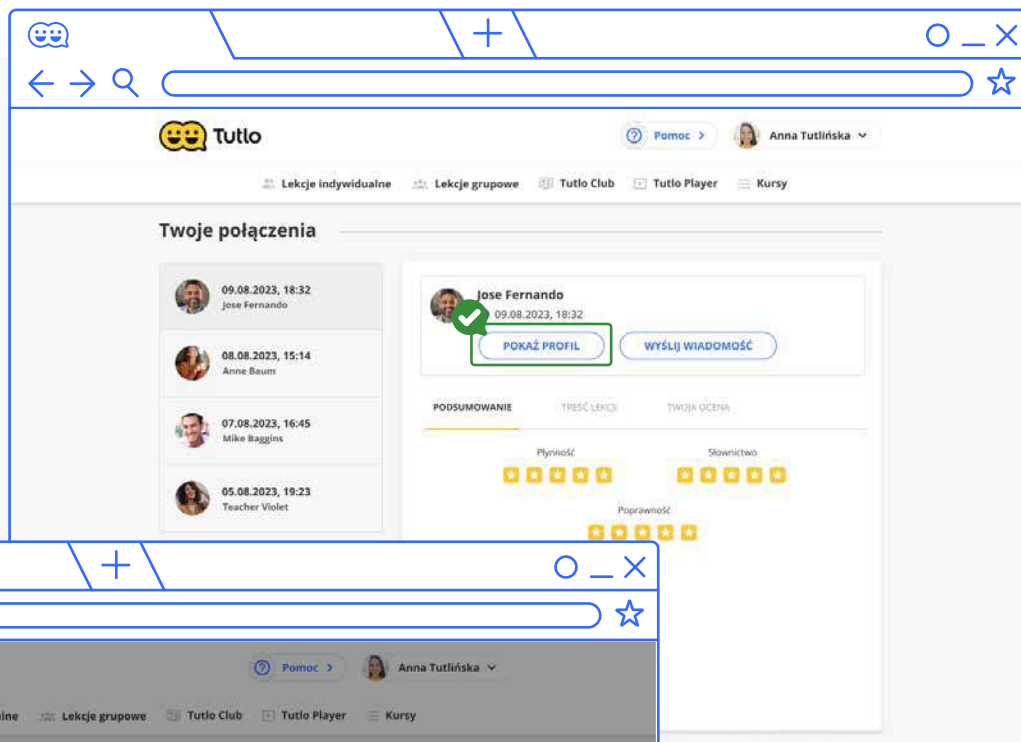 Tutlo
Pomoc >
Anna Tutlińska
Lekcje indywidualne
Lekcje grupowe
Tutlo Club
Tutlo Player
Kursy
Twoje połączenia
09.08.2023, 18:32
Jose Fernando
08.08.2023, 15:14
Anne Baum
07.08.2023, 16:45
Mike Baggins
05.08.2023, 19:23
Teacher Violet
Jose Fernando
09.08.2023, 18:32
POKAŻ PROFIL
WYŚLIJ WIADOMOŚĆ
PODSUMOWANIE
TREŚĆ LEKCJI
TWOJA OCENA
Płynność
Słownictwo
Poprawność
Pomoc >
Anna Tutlińska
lne
Lekcje grupowe
Tutlo Club
Tutlo Player
Kursy